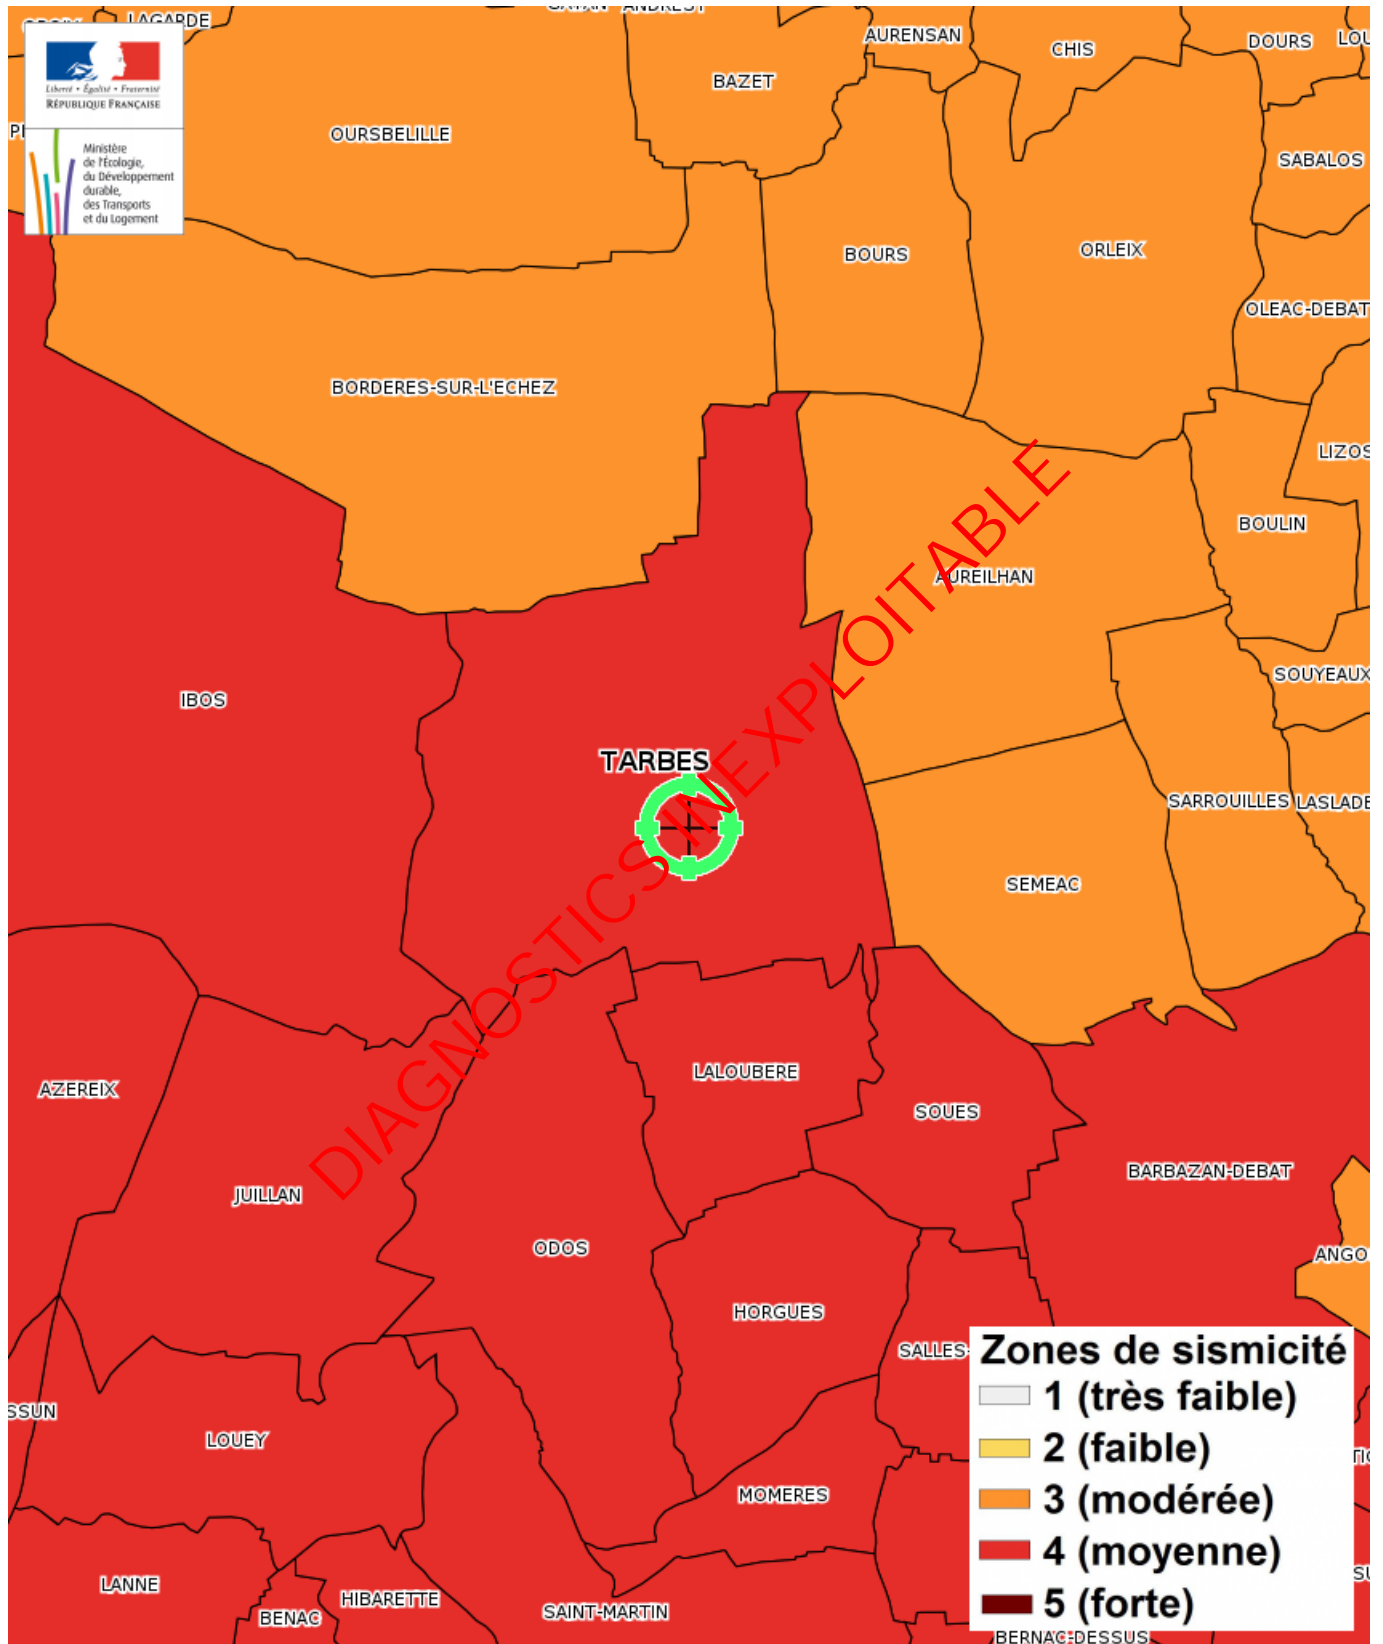 LAGARDE
AURENSAN
CHIS
DOURS
BAZET
Liberté • Égalité • Fraternité
RÉPUBLIQUE FRANÇAISE
OURSBELILLE
Ministère
de l'Écologie,
du Développement
durable,
des Transports
et du Logement
SABALOS
BOURS
ORLEIX
OLEAC-DEBAT
BORDERES-SUR-L'ECHEZ
LIZOS
BOULIN
AUREILHAN
SOUYEAUX
IBOS
TARBES
SARROUILLES
LASLADE
SEMEAC
DIAGNOSTICS INEXPLOITABLE
LALOUBERE
AZEREIX
SOUES
BARBAZAN-DEBAT
JUILLAN
ODOS
ANGO
HORGUES
SALLES-
Zones de sismicité
1 (très faible)
2 (faible)
3 (modérée)
4 (moyenne)
5 (forte)
SSUN
LOUEY
MOMERES
LANNE
HIBARETTE
BENAC
SAINT-MARTIN
BERNAC-DESSUS